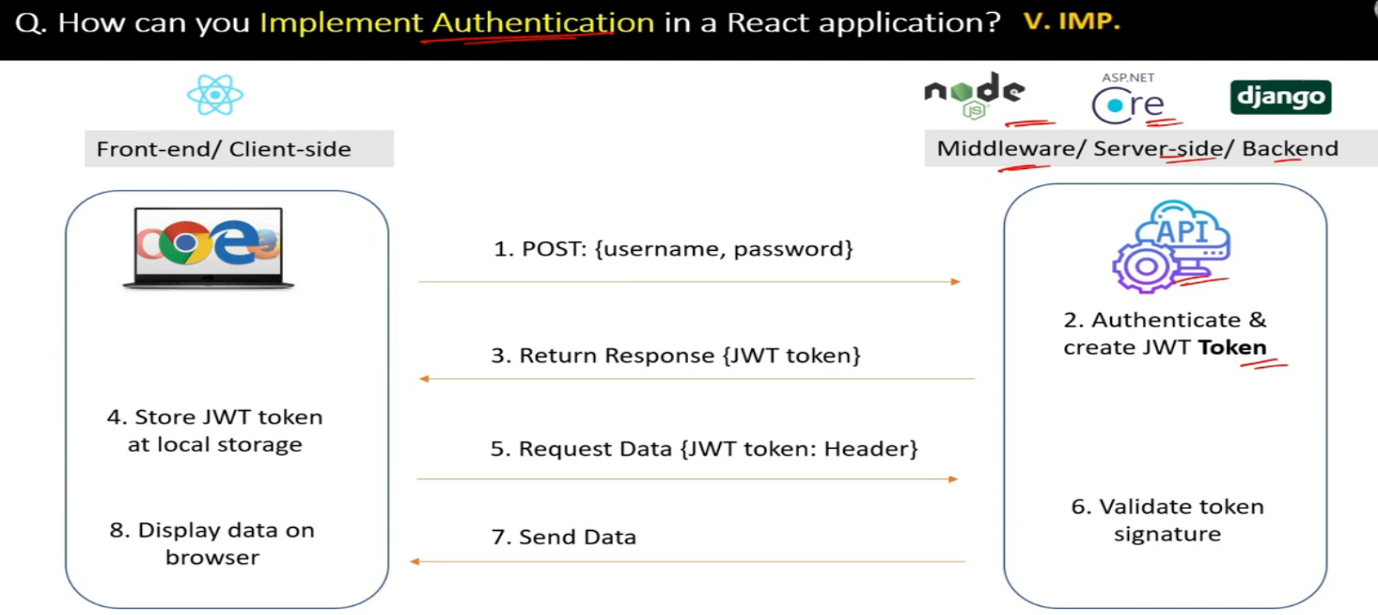 Q. How can you Implement Authentication in a React application? V. IMP.
node
js
ASP.NET
Core
django
Front-end/ Client-side
Middleware/ Server-side/ Backend
API
1. POST: {username, password}
2. Authenticate &
create JWT Token
3. Return Response {JWT token}
4. Store JWT token
at local storage
5. Request Data {JWT token: Header}
6. Validate token
signature
7. Send Data
8. Display data on
browser